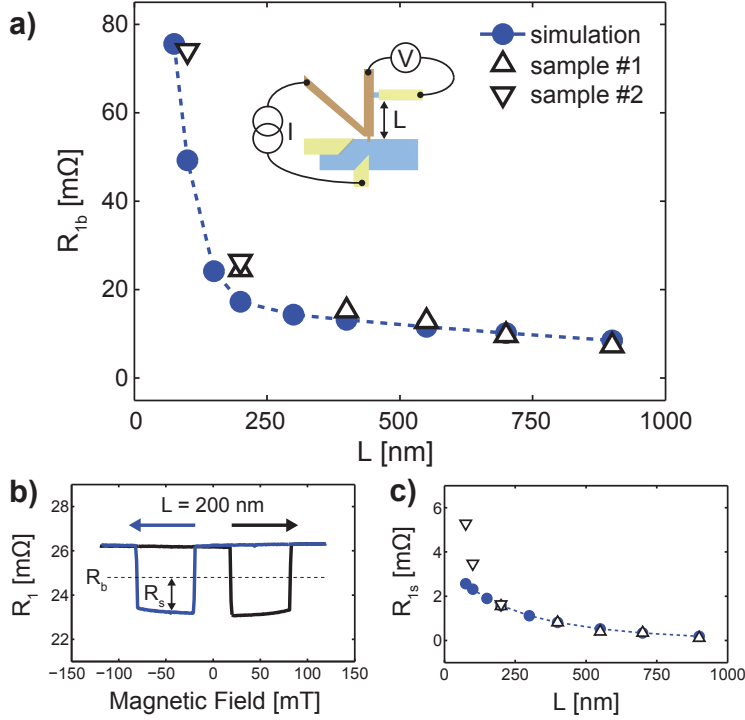 a)
80
60
40
20
0
R1b [mΩ]
0
250
500
750
1000
L [nm]
simulation
sample #1
sample #2
V
I
L
b)
L = 200 nm
28
26
24
22
R1 [mΩ]
Rb
Rs
−150
−100
−50
0
50
100
150
Magnetic Field [mT]
c)
6
4
2
0
R1s [mΩ]
0
250
500
750
1000
L [nm]